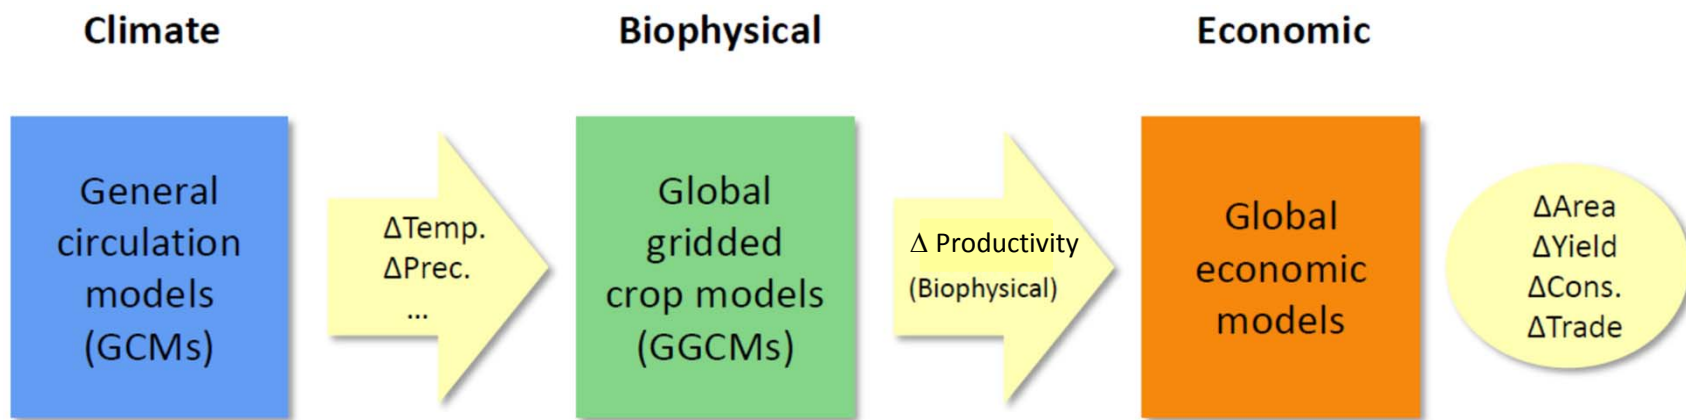 Climate
Biophysical
Economic
General
circulation
models
(GCMs)
ΔTemp.
ΔPrec.
...
Global
gridded
crop models
(GGCMs)
Δ Productivity
(Biophysical)
Global
economic
models
ΔArea
ΔYield
ΔCons.
ΔTrade